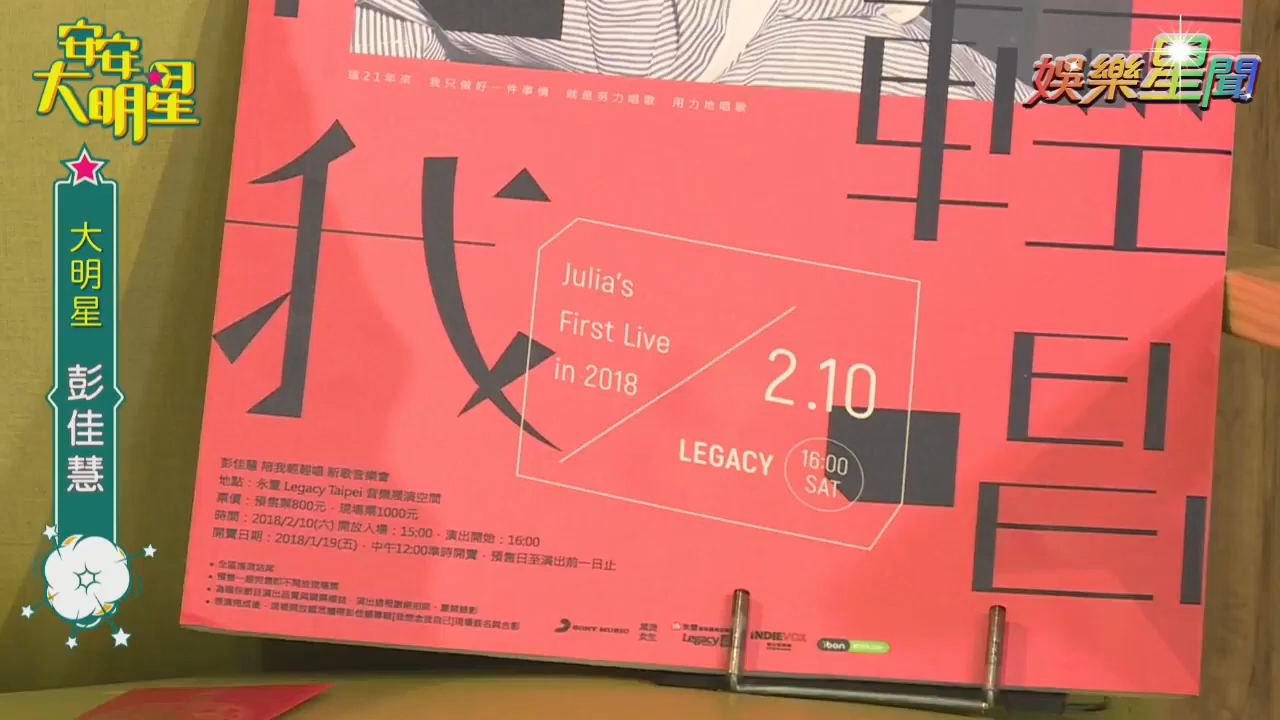 安安
大明星
大明星 彭佳慧
娛樂星聞
這21年來 我只做好一件事情 就是努力唱歌 用力地唱歌
我
輕
唱
Julia's
First Live
in 2018
2.10
LEGACY
16:00
SAT
彭佳慧 陪我輕輕唱 新歌音樂會
地點：永豐 Legacy Taipei 音樂展演空間
票價：預售票800元．現場票1000元
時間：2018/2/10(六) 開放入場：15:00．演出開始：16:00
開賣日期：2018/1/19(五)．中午12:00準時開賣．預售日至演出前一日止
SONY MUSIC
Legacy
iNDIEVOX
ibon